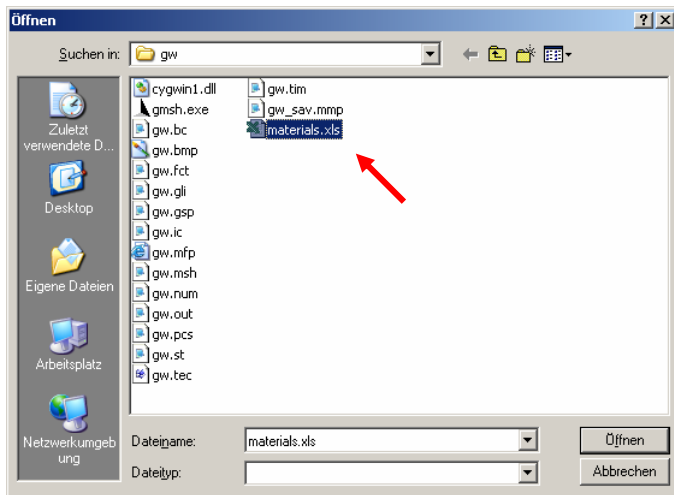 Öffnen
Suchen in:
gw
Zuletzt
verwendete D...
Desktop
Eigene Dateien
Arbeitsplatz
Netzwerkumgeb
ung
cygwin1.dll
gmsh.exe
gw.bc
gw.bmp
gw.fct
gw.gli
gw.gsp
gw.ic
gw.mfp
gw.msh
gw.num
gw.out
gw.pcs
gw.st
gw.tec
gw.tim
gw_sav.mmp
materials.xls
Dateiname:
materials.xls
Öffnen
Dateityp:
Abbrechen